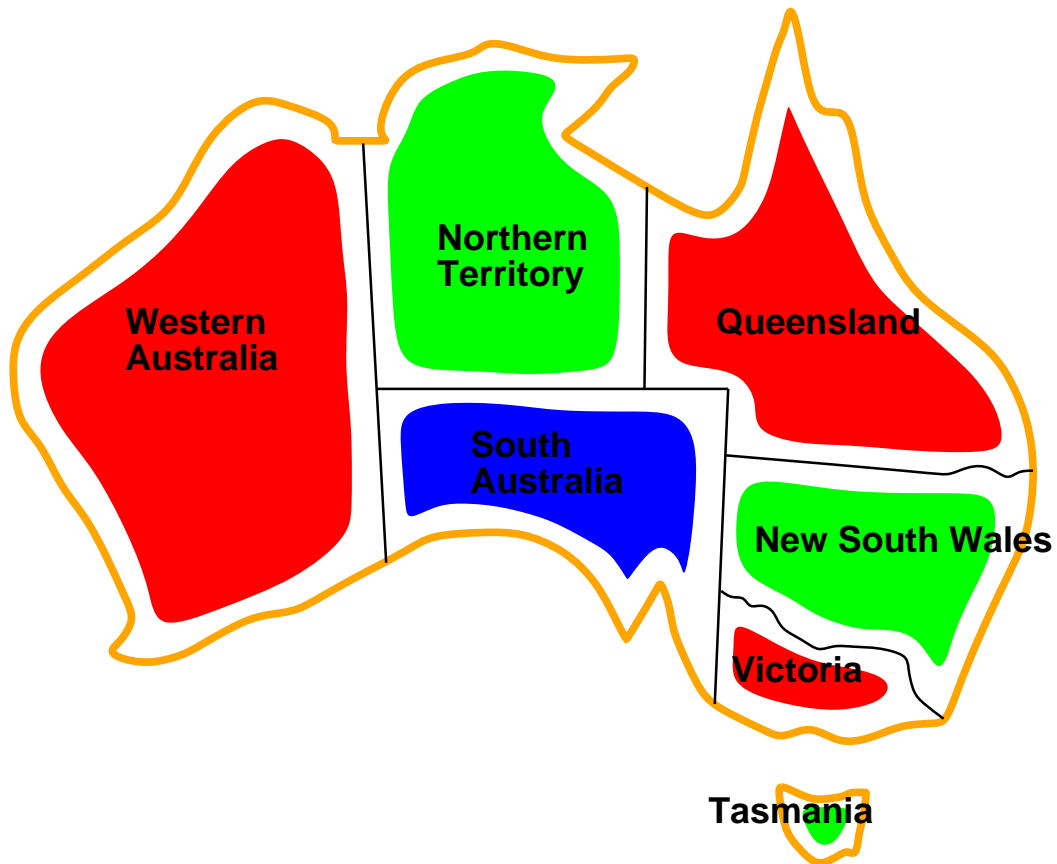 Northern
Territory
Western
Australia
Queensland
South
Australia
New South Wales
Victoria
Tasmania